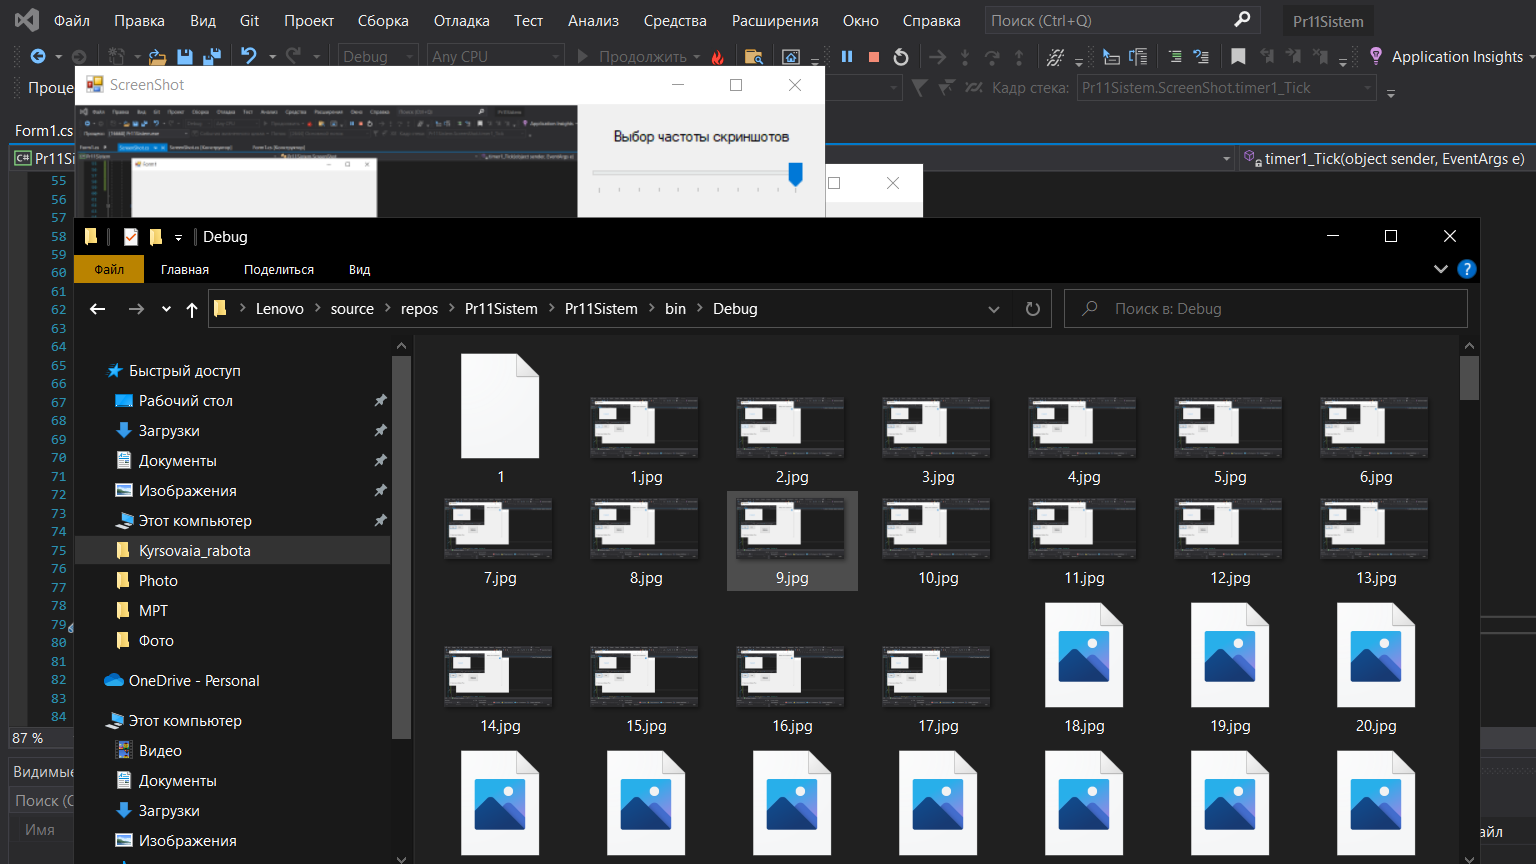 Файл Правка Вид Git Проект Сборка Отладка Тест Анализ Средства Расширения Окно Справка Поиск (Ctrl+Q) Pr11Sistem
Debug Any CPU Продолжить Application Insights
Проце
ScreenShot
Кадр стека: Pr11Sistem.ScreenShot.timer1_Tick
Выбор частоты скриншотов
Form1.cs
C# Pr11Si timer1_Tick(object sender, EventArgs e)
55
56
57
58
59
60
61
62
63
64
65
66
67
68
69
70
71
72
73
74
75
76
77
78
79
80
81
82
83
84
87 %
Видимые
Поиск (C
Имя
айл
Debug
Файл Главная Поделиться Вид
Lenovo source repos Pr11Sistem Pr11Sistem bin Debug Поиск в: Debug
Быстрый доступ
Рабочий стол
Загрузки
Документы
Изображения
Этот компьютер
Kyrsovaia_rabota
Photo
MPT
Фото
OneDrive - Personal
Этот компьютер
Видео
Документы
Загрузки
Изображения
1 1.jpg 2.jpg 3.jpg 4.jpg 5.jpg 6.jpg
7.jpg 8.jpg 9.jpg 10.jpg 11.jpg 12.jpg 13.jpg
14.jpg 15.jpg 16.jpg 17.jpg 18.jpg 19.jpg 20.jpg